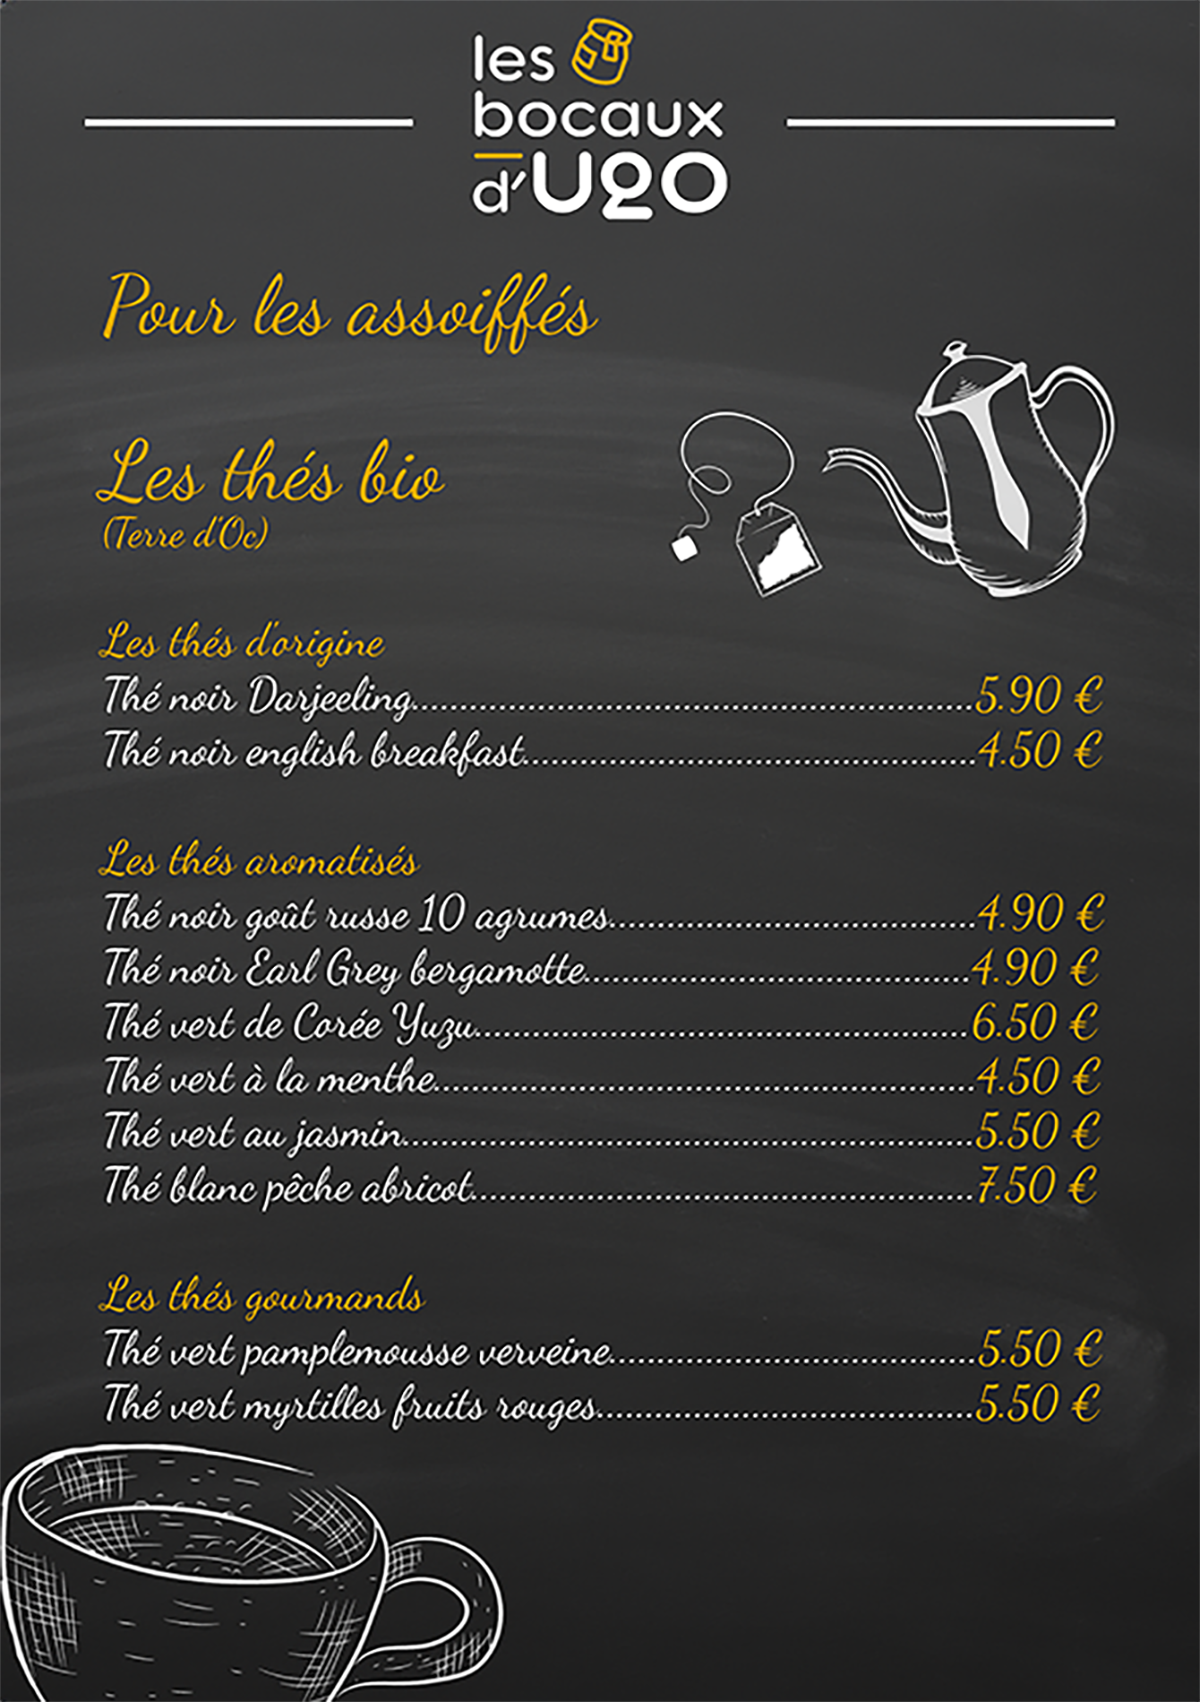 les
bocaux
d'Ugo
Pour les assoiffés
Les thés bio
(Terre d'Oc)
Les thés d'origine
Thé noir Darjeeling 5.90 €
Thé noir english breakfast 4.50 €
Les thés aromatisés
Thé noir goût russe 10 agrumes 4.90 €
Thé noir Earl Grey bergamotte 4.90 €
Thé vert de Corée Yuzu 6.50 €
Thé vert à la menthe 4.50 €
Thé vert au jasmin 5.50 €
Thé blanc pêche abricot 7.50 €
Les thés gourmands
Thé vert pamplemousse verveine 5.50 €
Thé vert myrtilles fruits rouges 5.50 €